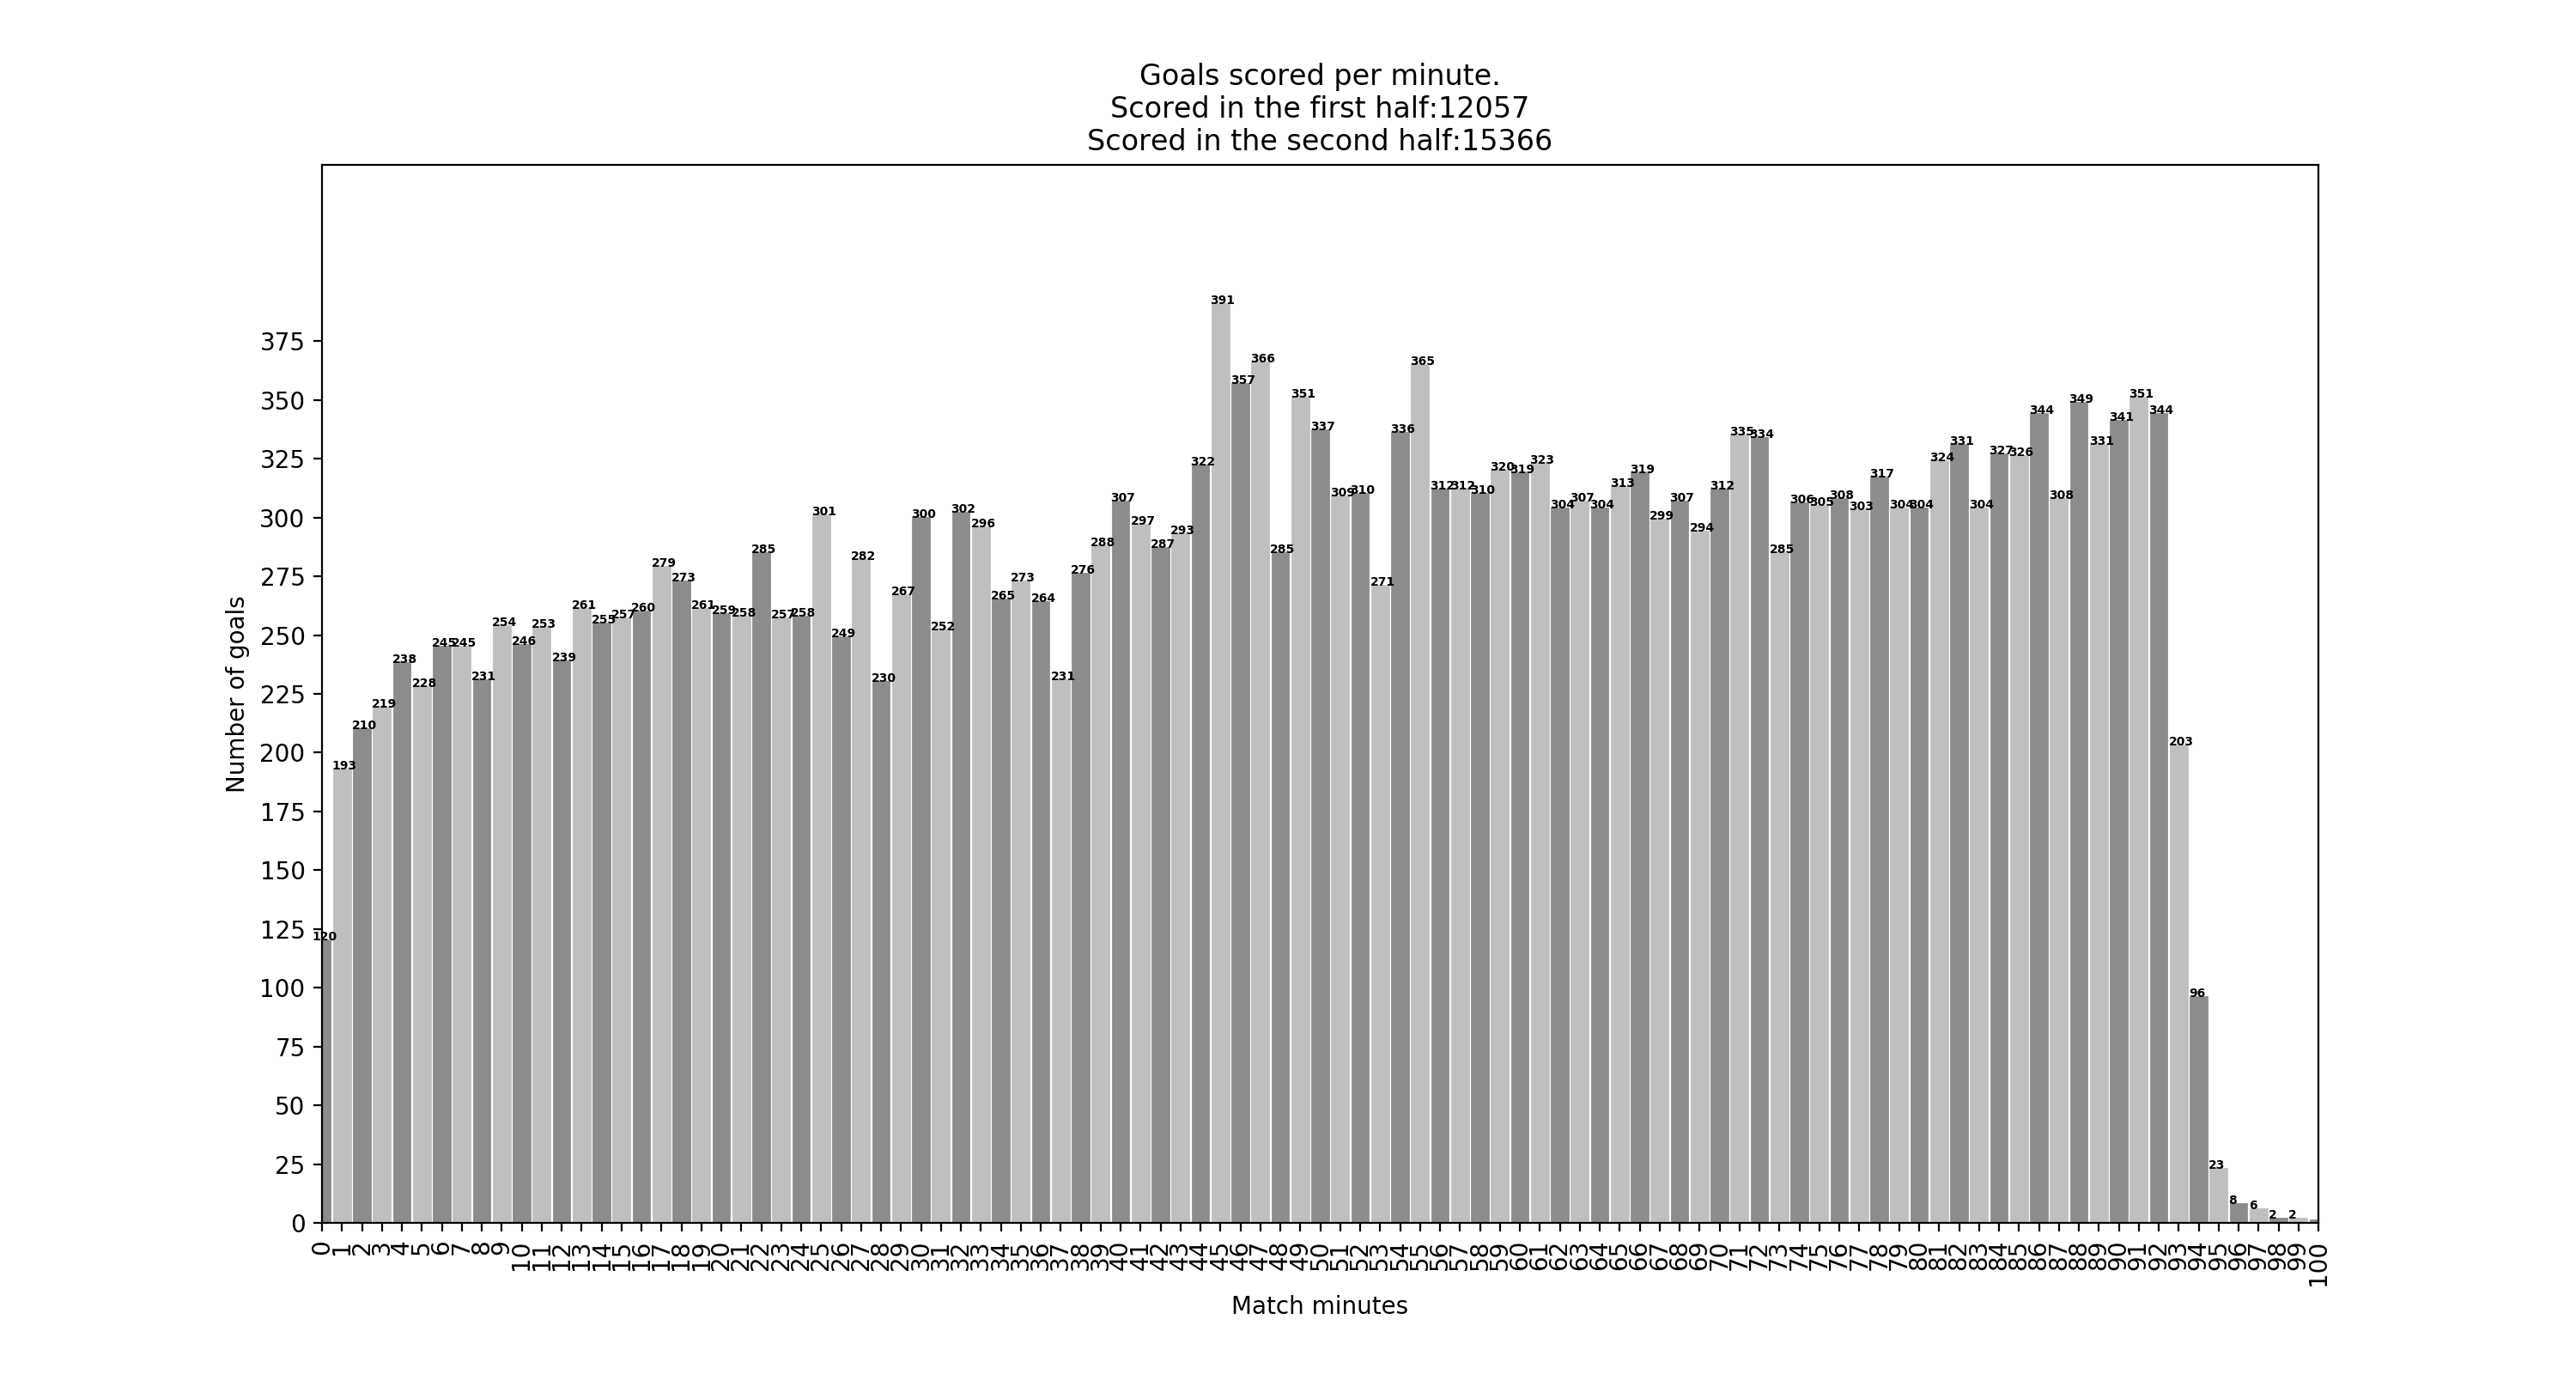 Goals scored per minute.
Scored in the first half:12057
Scored in the second half:15366
375
350
325
300
275
250
225
200
175
150
125
100
75
50
25
0
Number of goals
120 193 210 219 238 228 245 245 231 254 246 253 239 261 255 257 260 279 273 261 259 258 285 257 258 301 249 282 230 267 300 252 302 296 265 273 264 231 276 288 307 297 287 293 322 391 357 366 285 351 337 309 310 271 336 365 312 312 310 320 319 323 304 307 304 313 319 299 307 294 312 335 334 285 306 305 308 303 317 304 304 324 331 304 327 326 344 308 349 331 341 351 344 203 96 23 8 6 2 2
0 1 2 3 4 5 6 7 8 9 10 11 12 13 14 15 16 17 18 19 20 21 22 23 24 25 26 27 28 29 30 31 32 33 34 35 36 37 38 39 40 41 42 43 44 45 46 47 48 49 50 51 52 53 54 55 56 57 58 59 60 61 62 63 64 65 66 67 68 69 70 71 72 73 74 75 76 77 78 79 80 81 82 83 84 85 86 87 88 89 90 91 92 93 94 95 96 97 98 99 100
Match minutes